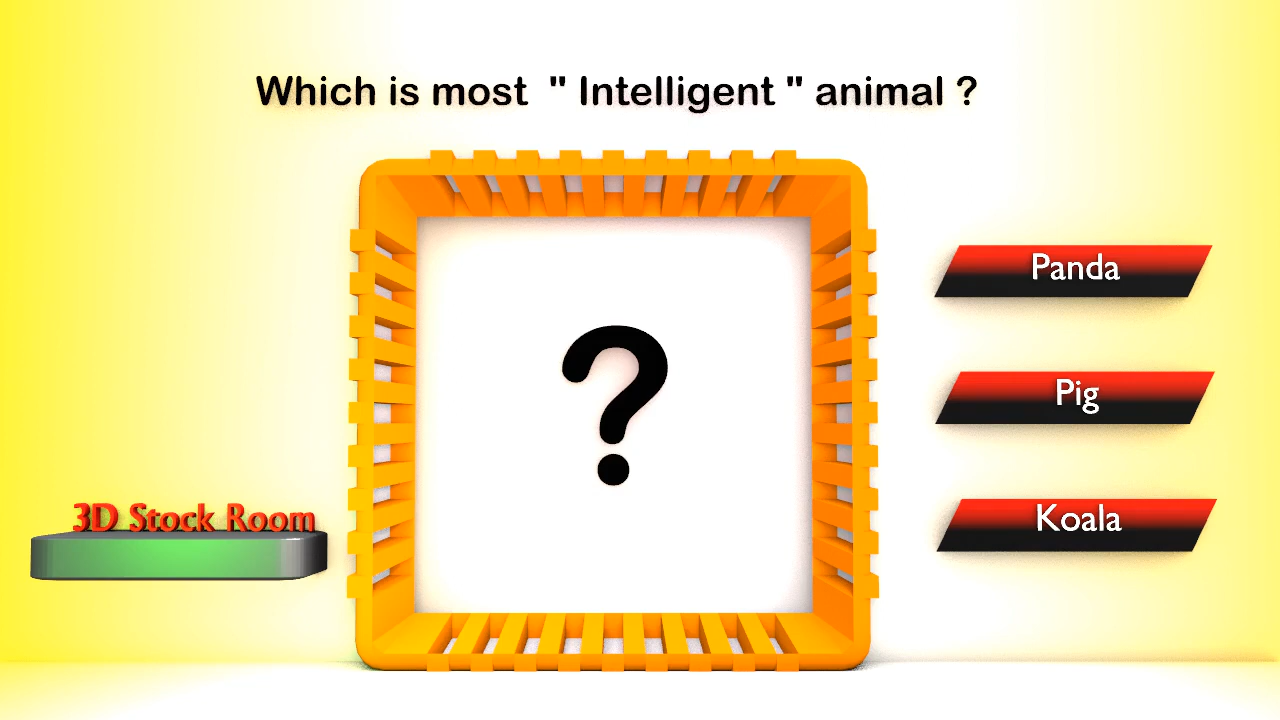 Which is most " Intelligent " animal ?
?
Panda
Pig
Koala
3D Stock Room